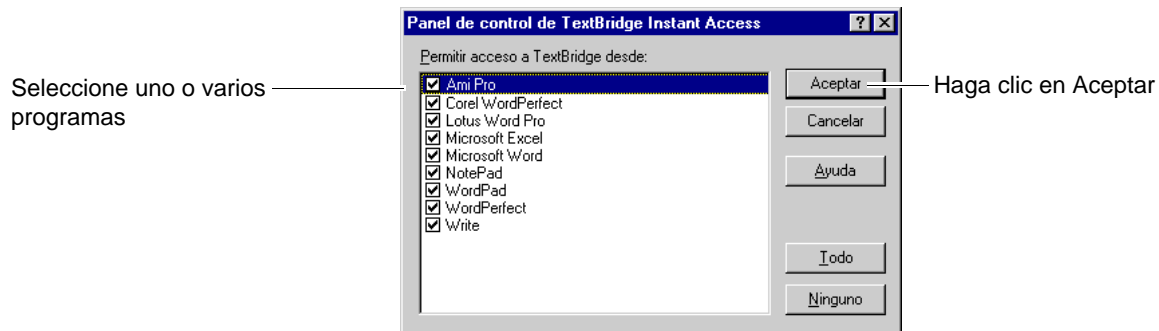 Panel de control de TextBridge Instant Access
Permitir acceso a TextBridge desde:
Seleccione uno o varios
programas
Ami Pro
Corel WordPerfect
Lotus Word Pro
Microsoft Excel
Microsoft Word
NotePad
WordPad
WordPerfect
Write
Aceptar
Cancelar
Ayuda
Todo
Ninguno
Haga clic en Aceptar